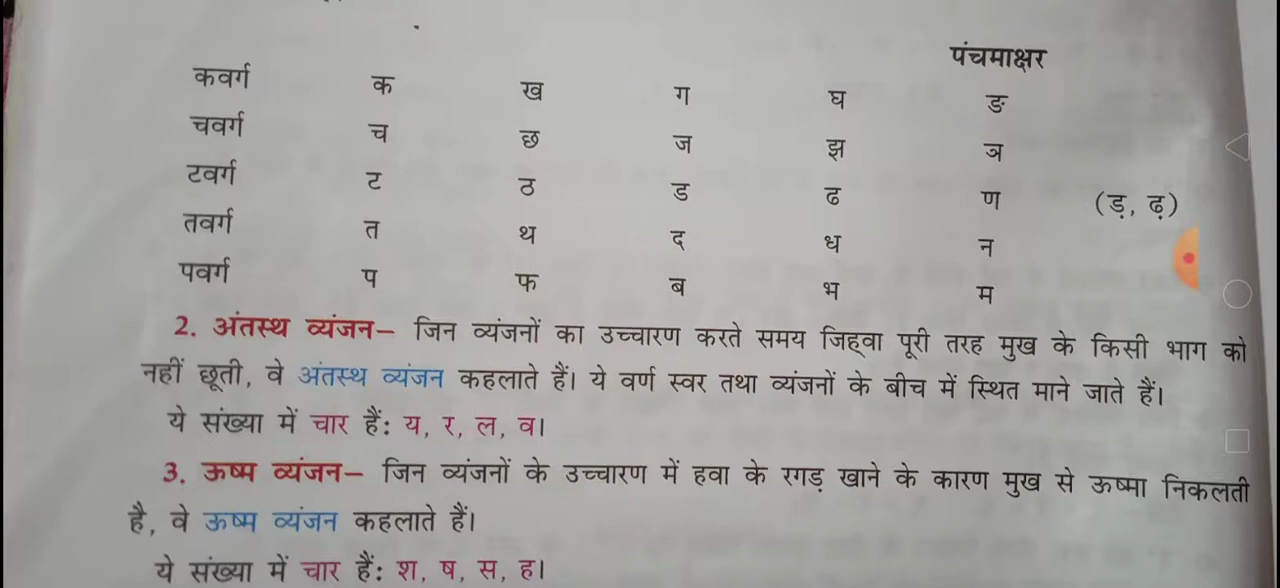 पंचमाक्षर
कवर्ग क ख ग घ ङ
चवर्ग च छ ज झ ञ
टवर्ग ट ठ ड ढ ण (ड़, ढ़)
तवर्ग त थ द ध न
पवर्ग प फ ब भ म
2. अंतस्थ व्यंजन– जिन व्यंजनों का उच्चारण करते समय जिह्वा पूरी तरह मुख के किसी भाग को
नहीं छूती, वे अंतस्थ व्यंजन कहलाते हैं। ये वर्ण स्वर तथा व्यंजनों के बीच में स्थित माने जाते हैं।
ये संख्या में चार हैं: य, र, ल, व।
3. ऊष्म व्यंजन– जिन व्यंजनों के उच्चारण में हवा के रगड़ खाने के कारण मुख से ऊष्मा निकलती
है, वे ऊष्म व्यंजन कहलाते हैं।
ये संख्या में चार हैं: श, ष, स, ह।